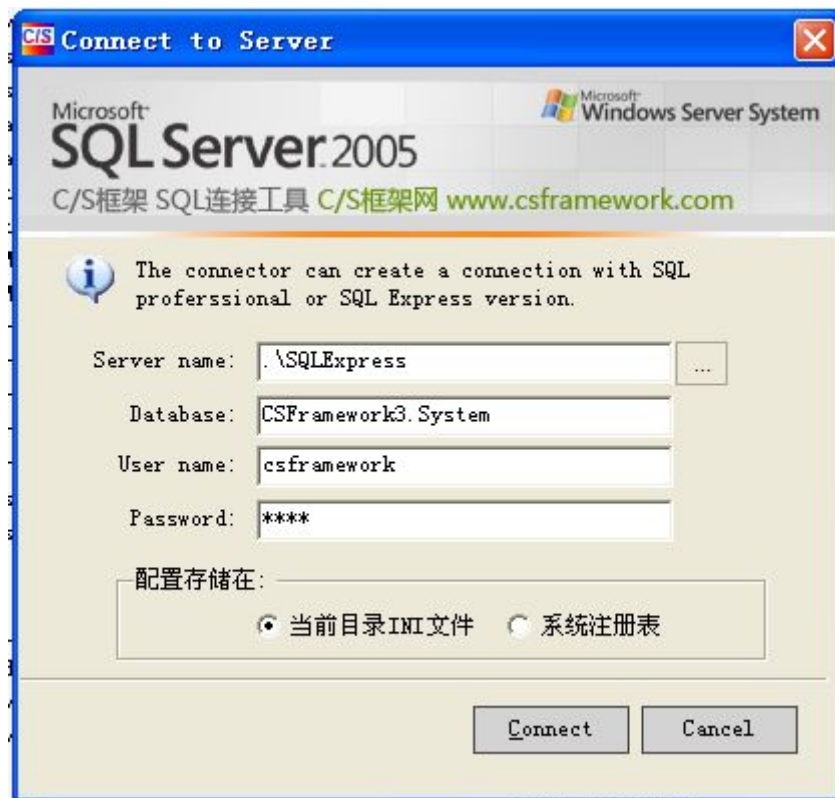 C/S Connect to Server
Microsoft
SQL Server 2005
Microsoft
Windows Server System
C/S框架 SQL连接工具 C/S框架网 www.csframework.com
The connector can create a connection with SQL
proferssional or SQL Express version.
Server name: .\SQLExpress ...
Database: CSFramework3.System
User name: csframework
Password: ****
配置存储在:
当前目录INI文件 系统注册表
Connect Cancel